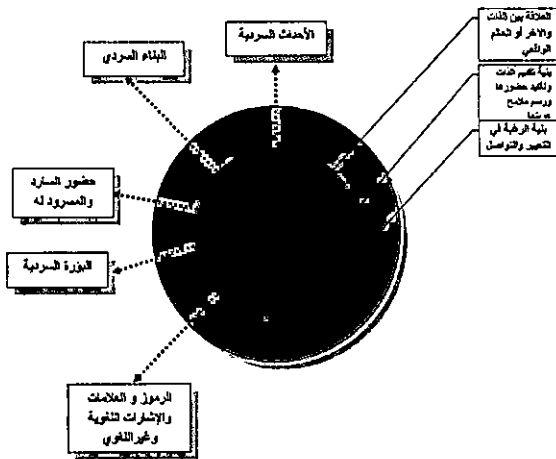 العلاقة بين الذات
والآخر أو العالم
الواقعي
الأحداث السردية
البناء السردي
بنية تقديم الذات
وتأكيد حضورها
ورسم ملامح
بنية الرغبة في
التعبير والتواصل
حضور السارد
والمسرود له
البؤرة السردية
الرموز و العلامات
والإشارات اللغوية
وغير اللغوي